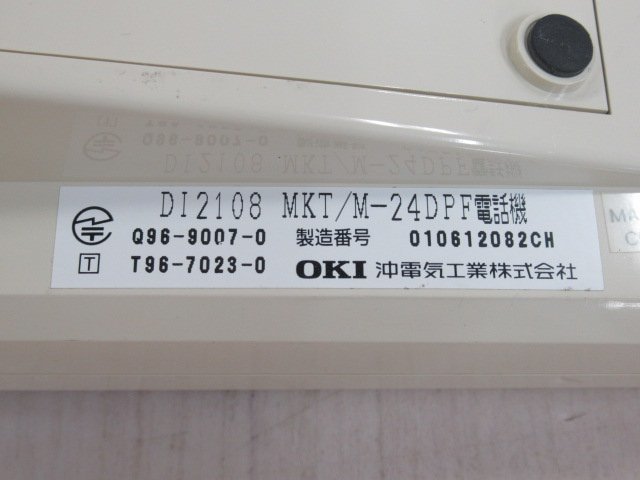 DI2108 MKT/M-24DPF電話機
Q96-9007-0 製造番号 010612082CH
T T96-7023-0 OKI 沖電気工業株式会社